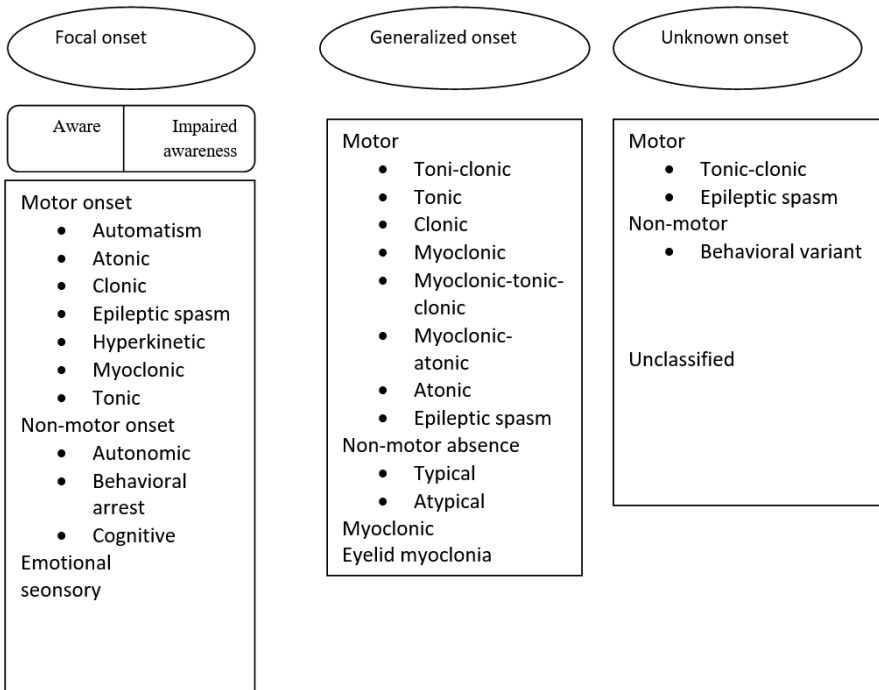 Focal onset
Generalized onset
Unknown onset
Aware
Impaired
awareness
Motor onset
• Automatism
• Atonic
• Clonic
• Epileptic spasm
• Hyperkinetic
• Myoclonic
• Tonic
Non-motor onset
• Autonomic
• Behavioral
arrest
• Cognitive
Emotional
seonsory
Motor
• Toni-clonic
• Tonic
• Clonic
• Myoclonic
• Myoclonic-tonic-
clonic
• Myoclonic-
atonic
• Atonic
• Epileptic spasm
Non-motor absence
• Typical
• Atypical
Myoclonic
Eyelid myoclonia
Motor
• Tonic-clonic
• Epileptic spasm
Non-motor
• Behavioral variant
Unclassified